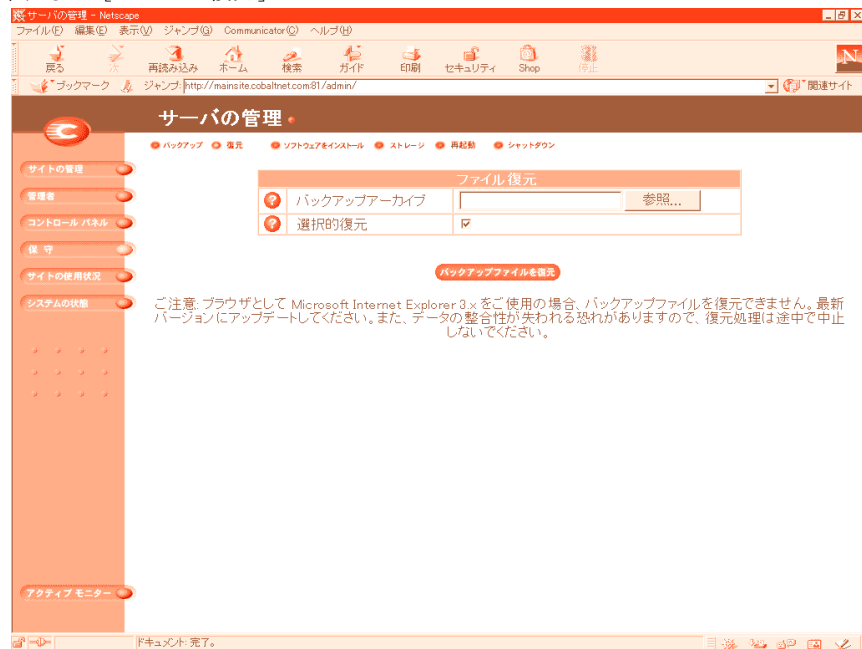 サーバの管理 - Netscape
ファイル(F) 編集(E) 表示(V) ジャンプ(G) Communicator(C) ヘルプ(H)
戻る 次 再読み込み ホーム 検索 ガイド 印刷 セキュリティ Shop 停止
N
ブックマーク ジャンプ: http://mainsite.cobaltnet.com:81/admin/ 関連サイト
サーバの管理
バックアップ 復元 ソフトウェアをインストール ストレージ 再起動 シャットダウン
サイトの管理
管理者
コントロール パネル
保 守
サイトの使用状況
システムの状態
アクティブ モニター
ファイル復元
? バックアップアーカイブ 参照...
? 選択的復元
バックアップファイルを復元
ご注意: ブラウザとして Microsoft Internet Explorer 3.x をご使用の場合、バックアップファイルを復元できません。最新
バージョンにアップデートしてください。また、データの整合性が失われる恐れがありますので、復元処理は途中で中止
しないでください。
ドキュメント: 完了。